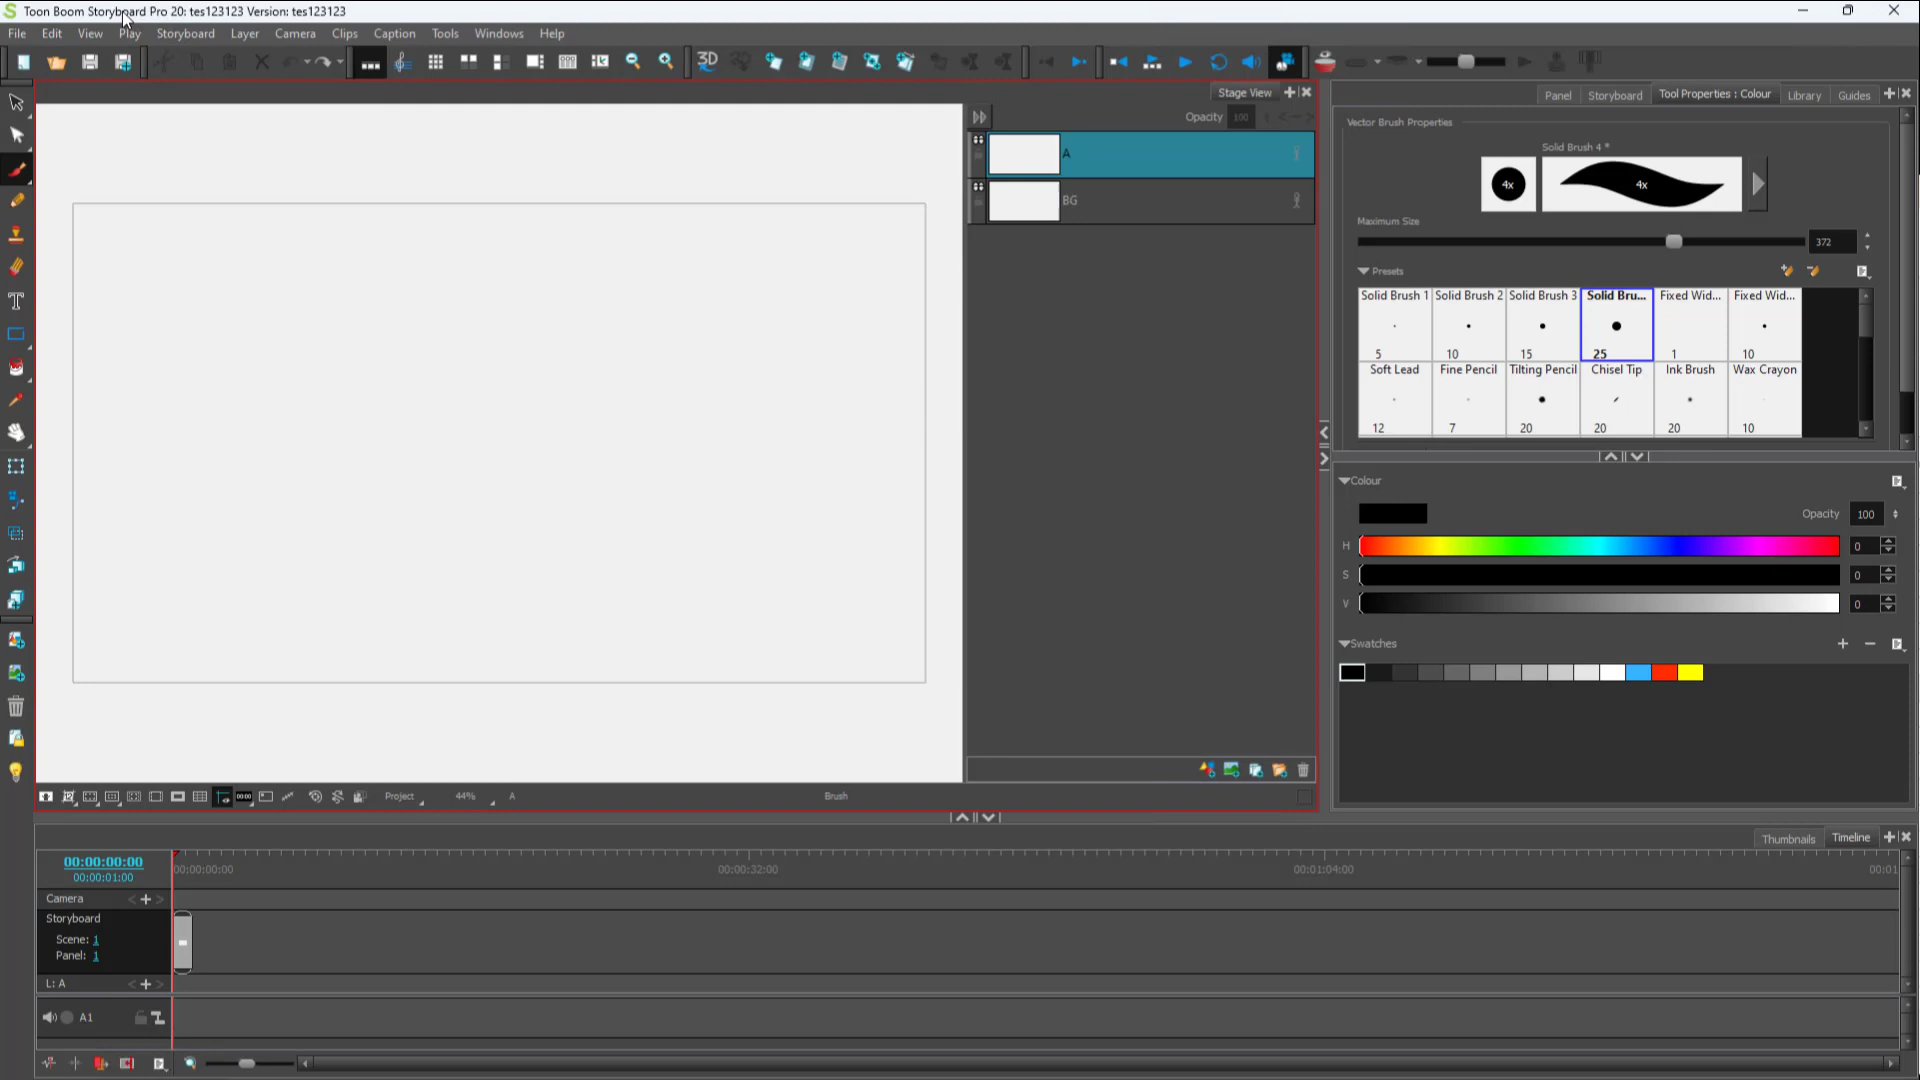 Toon Boom Storyboard Pro 20: tes123123 Version: tes123123
File Edit View Play Storyboard Layer Camera Clips Caption Tools Windows Help
3D
Stage View
Panel Storyboard Tool Properties : Colour Library Guides
Opacity 100
A
BG
Vector Brush Properties
Solid Brush 4 *
4x 4x
Maximum Size
372
Presets
Solid Brush 1 Solid Brush 2 Solid Brush 3 Solid Bru... Fixed Wid... Fixed Wid...
5 10 15 25 1 10
Soft Lead Fine Pencil Tilting Pencil Chisel Tip Ink Brush Wax Crayon
12 7 20 20 20 10
Colour
Opacity 100
H 0
S 0
V 0
Swatches
T
00:00 Project 44% A Brush
Thumbnails Timeline
00:00:00:00
00:00:01:00
00:00:00:00 00:00:32:00 00:01:04:00 00:01
Camera
Storyboard
Scene: 1
Panel: 1
L: A
A1